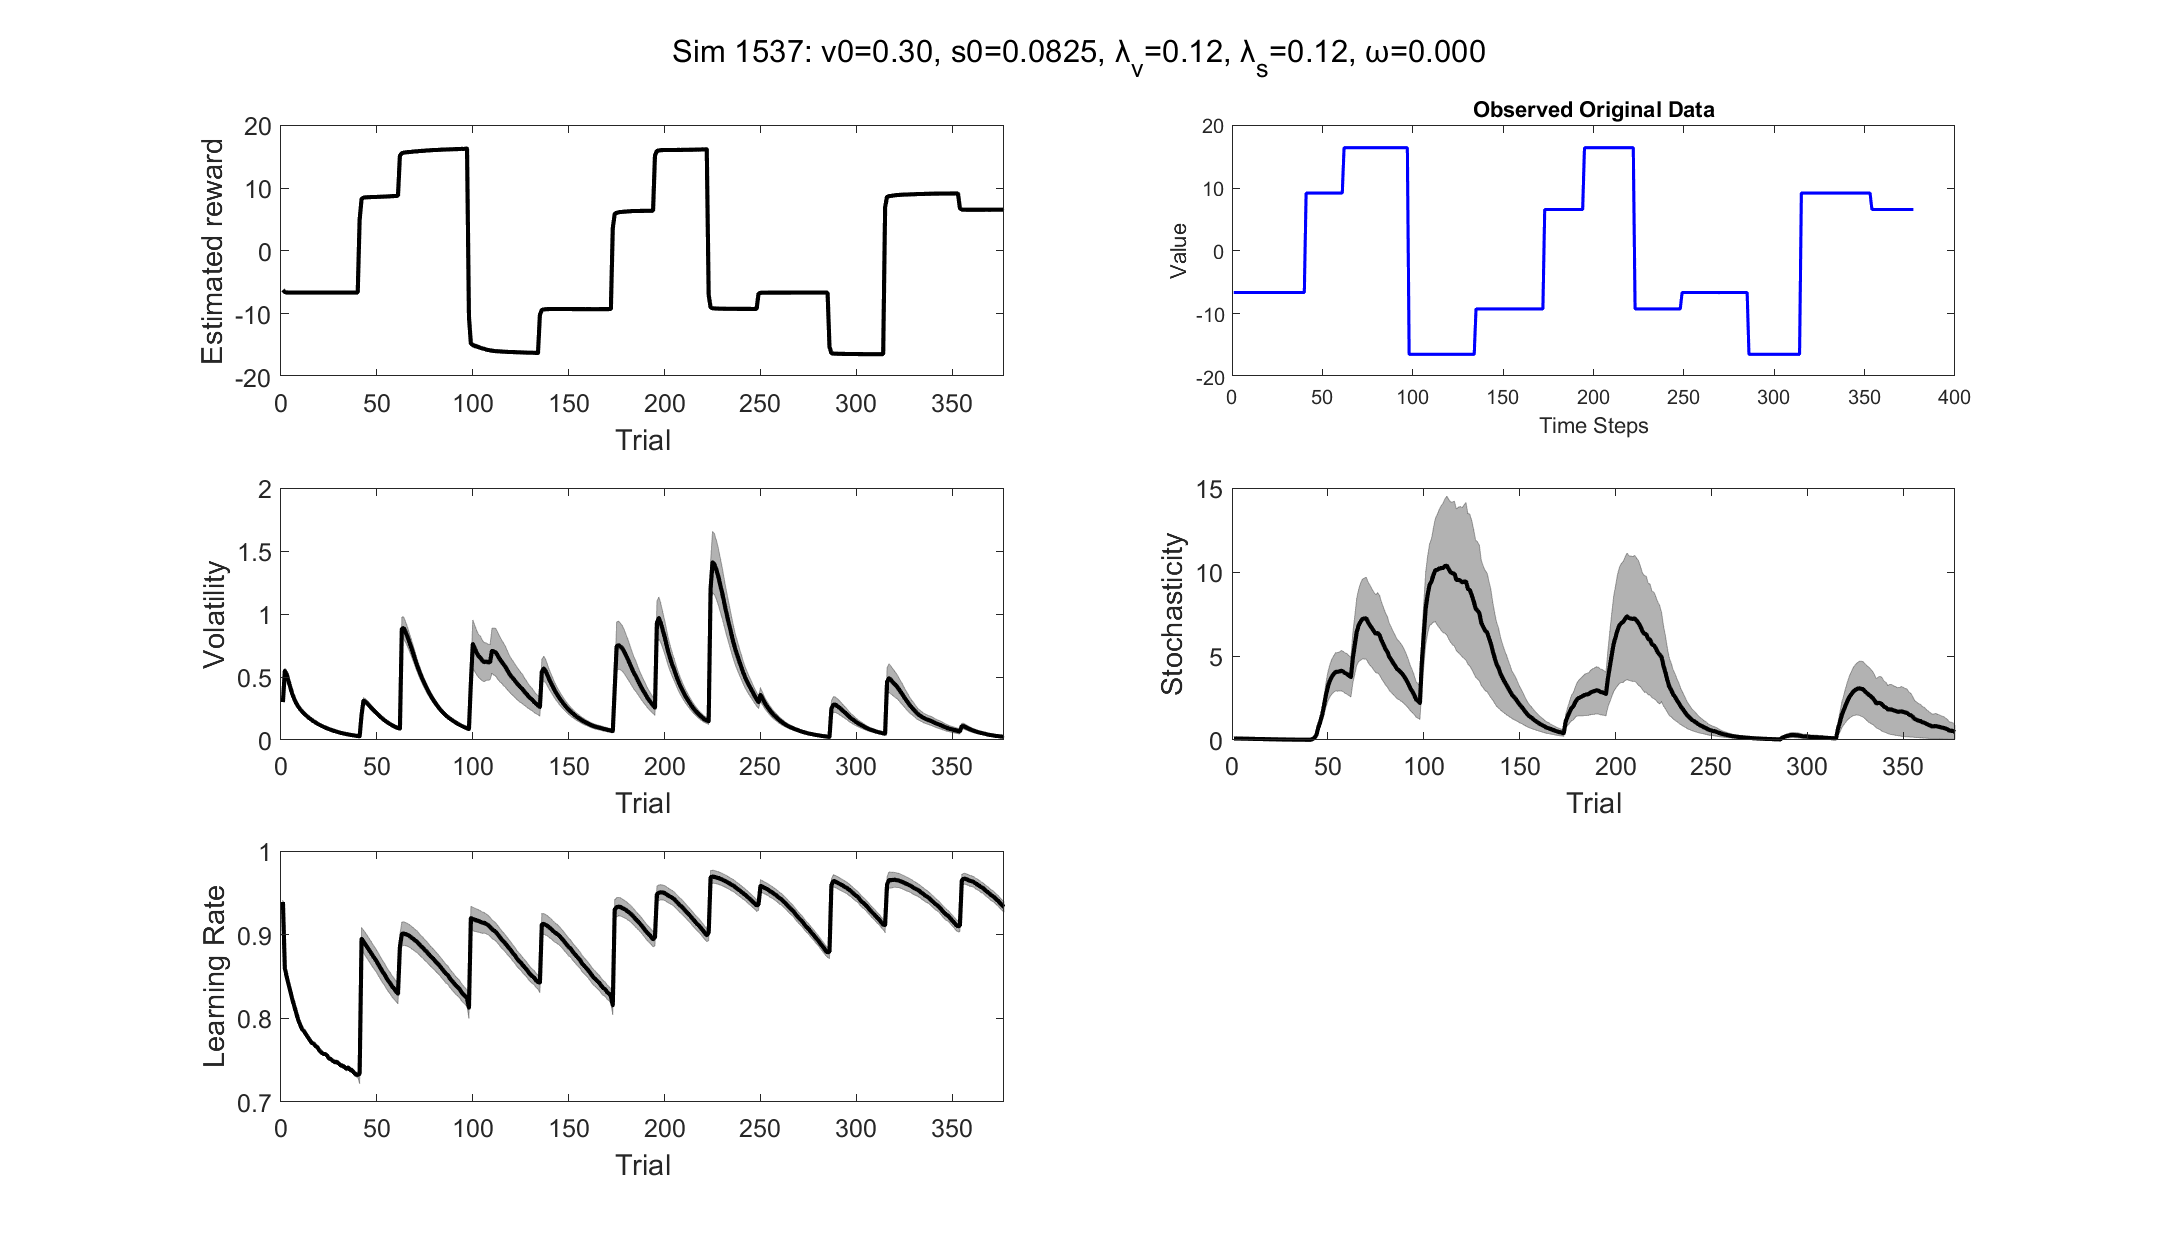 Sim 1537: v0=0.30, s0=0.0825, λv=0.12, λs=0.12, ω=0.000
Estimated reward
20
10
0
-10
-20
0 50 100 150 200 250 300 350
Trial
Observed Original Data
Value
20
10
0
-10
-20
0 50 100 150 200 250 300 350 400
Time Steps
Volatility
2
1.5
1
0.5
0
0 50 100 150 200 250 300 350
Trial
Stochasticity
15
10
5
0
0 50 100 150 200 250 300 350
Trial
Learning Rate
1
0.9
0.8
0.7
0 50 100 150 200 250 300 350
Trial